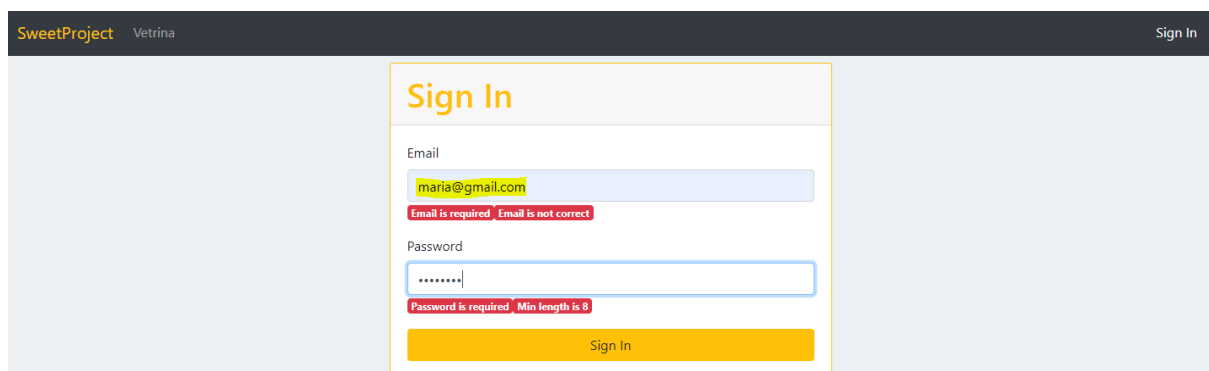 SweetProject Vetrina Sign In
Sign In
Email
maria@gmail.com
Email is required Email is not correct
Password
••••••••
Password is required Min length is 8
Sign In